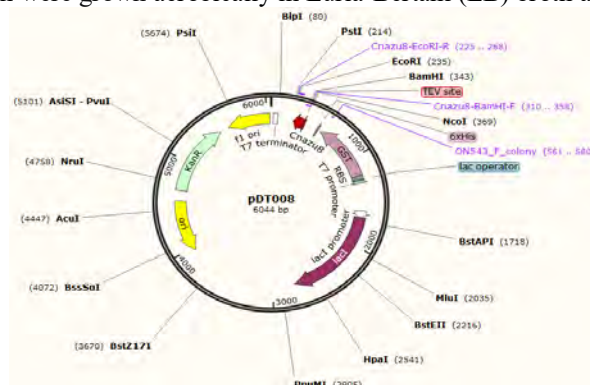 were grown aerobically in Luria-Bertani (LB) broth
BlpI (80)
(5674) PsiI
PstI (214)
CnazuB-EcoRI-R (225 .. 268)
EcoRI (235)
BamHI (343)
TEV site
CnazuB-BamHI-F (310 .. 358)
NcoI (369)
6xHis
ON543_F_colony (561 .. 580)
lac operator
(5101) AsiSI - PvuI
(4758) NruI
(4447) AcuI
(4072) BssSαI
(3670) BstZ17I
BstAPI (1718)
MluI (2035)
BstEII (2216)
HpaI (2541)
6000
f1 ori
T7 terminator
CnazuB
1000
GST
RBS
T7 promoter
KanR
5000
pDT008
6044 bp
lacI promoter
lacI
2000
ori
4000
3000